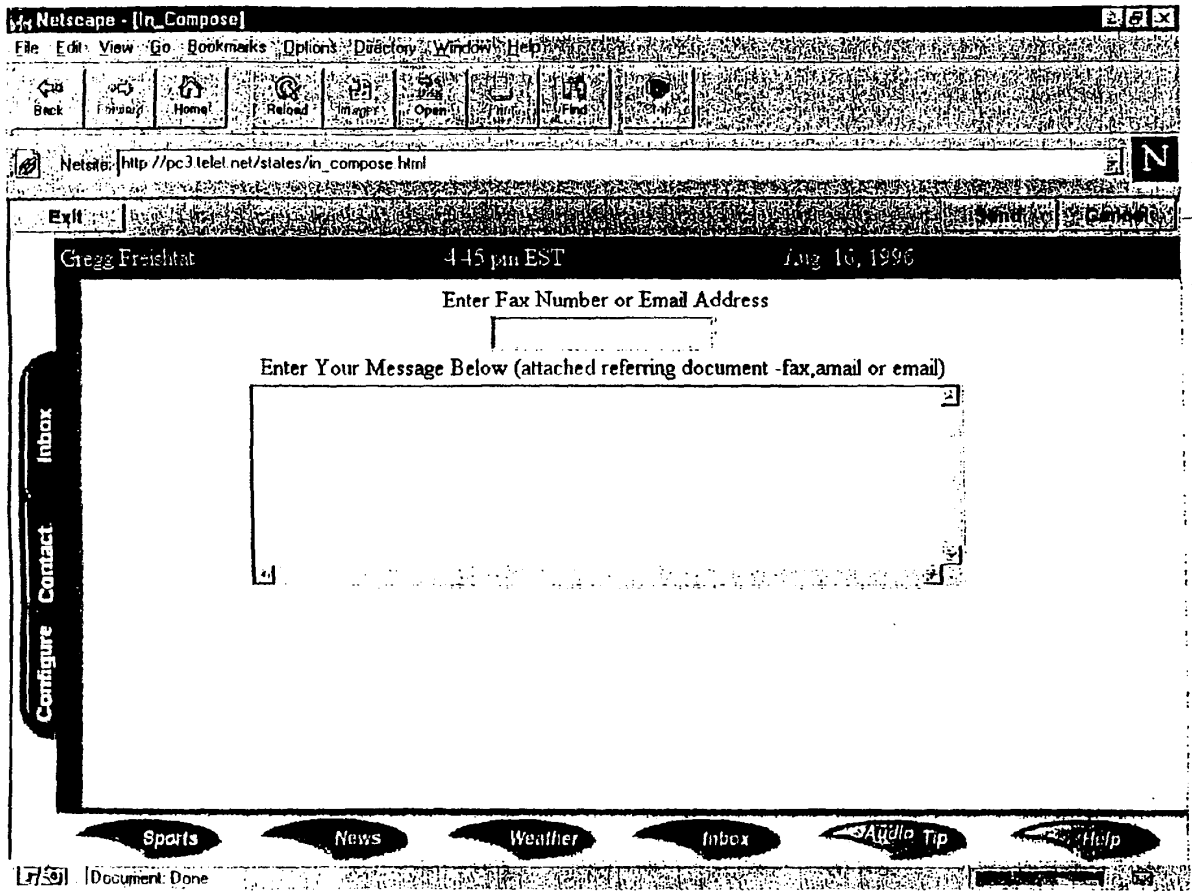 Netscape - [In_Compose]
File Edit View Go Bookmarks Options Directory Window Help
Back Forward Home Reload Images Open Print Find Stop
Netsite: http://pc3.telet.net/states/in_compose.html
N
Exit Send Cancel
Gregg Freishtat 4:45 pm EST Aug 16, 1996
Enter Fax Number or Email Address
Enter Your Message Below (attached referring document -fax,amail or email)
Inbox
Contact
Configure
Sports News Weather Inbox Audio Tip Help
Document: Done